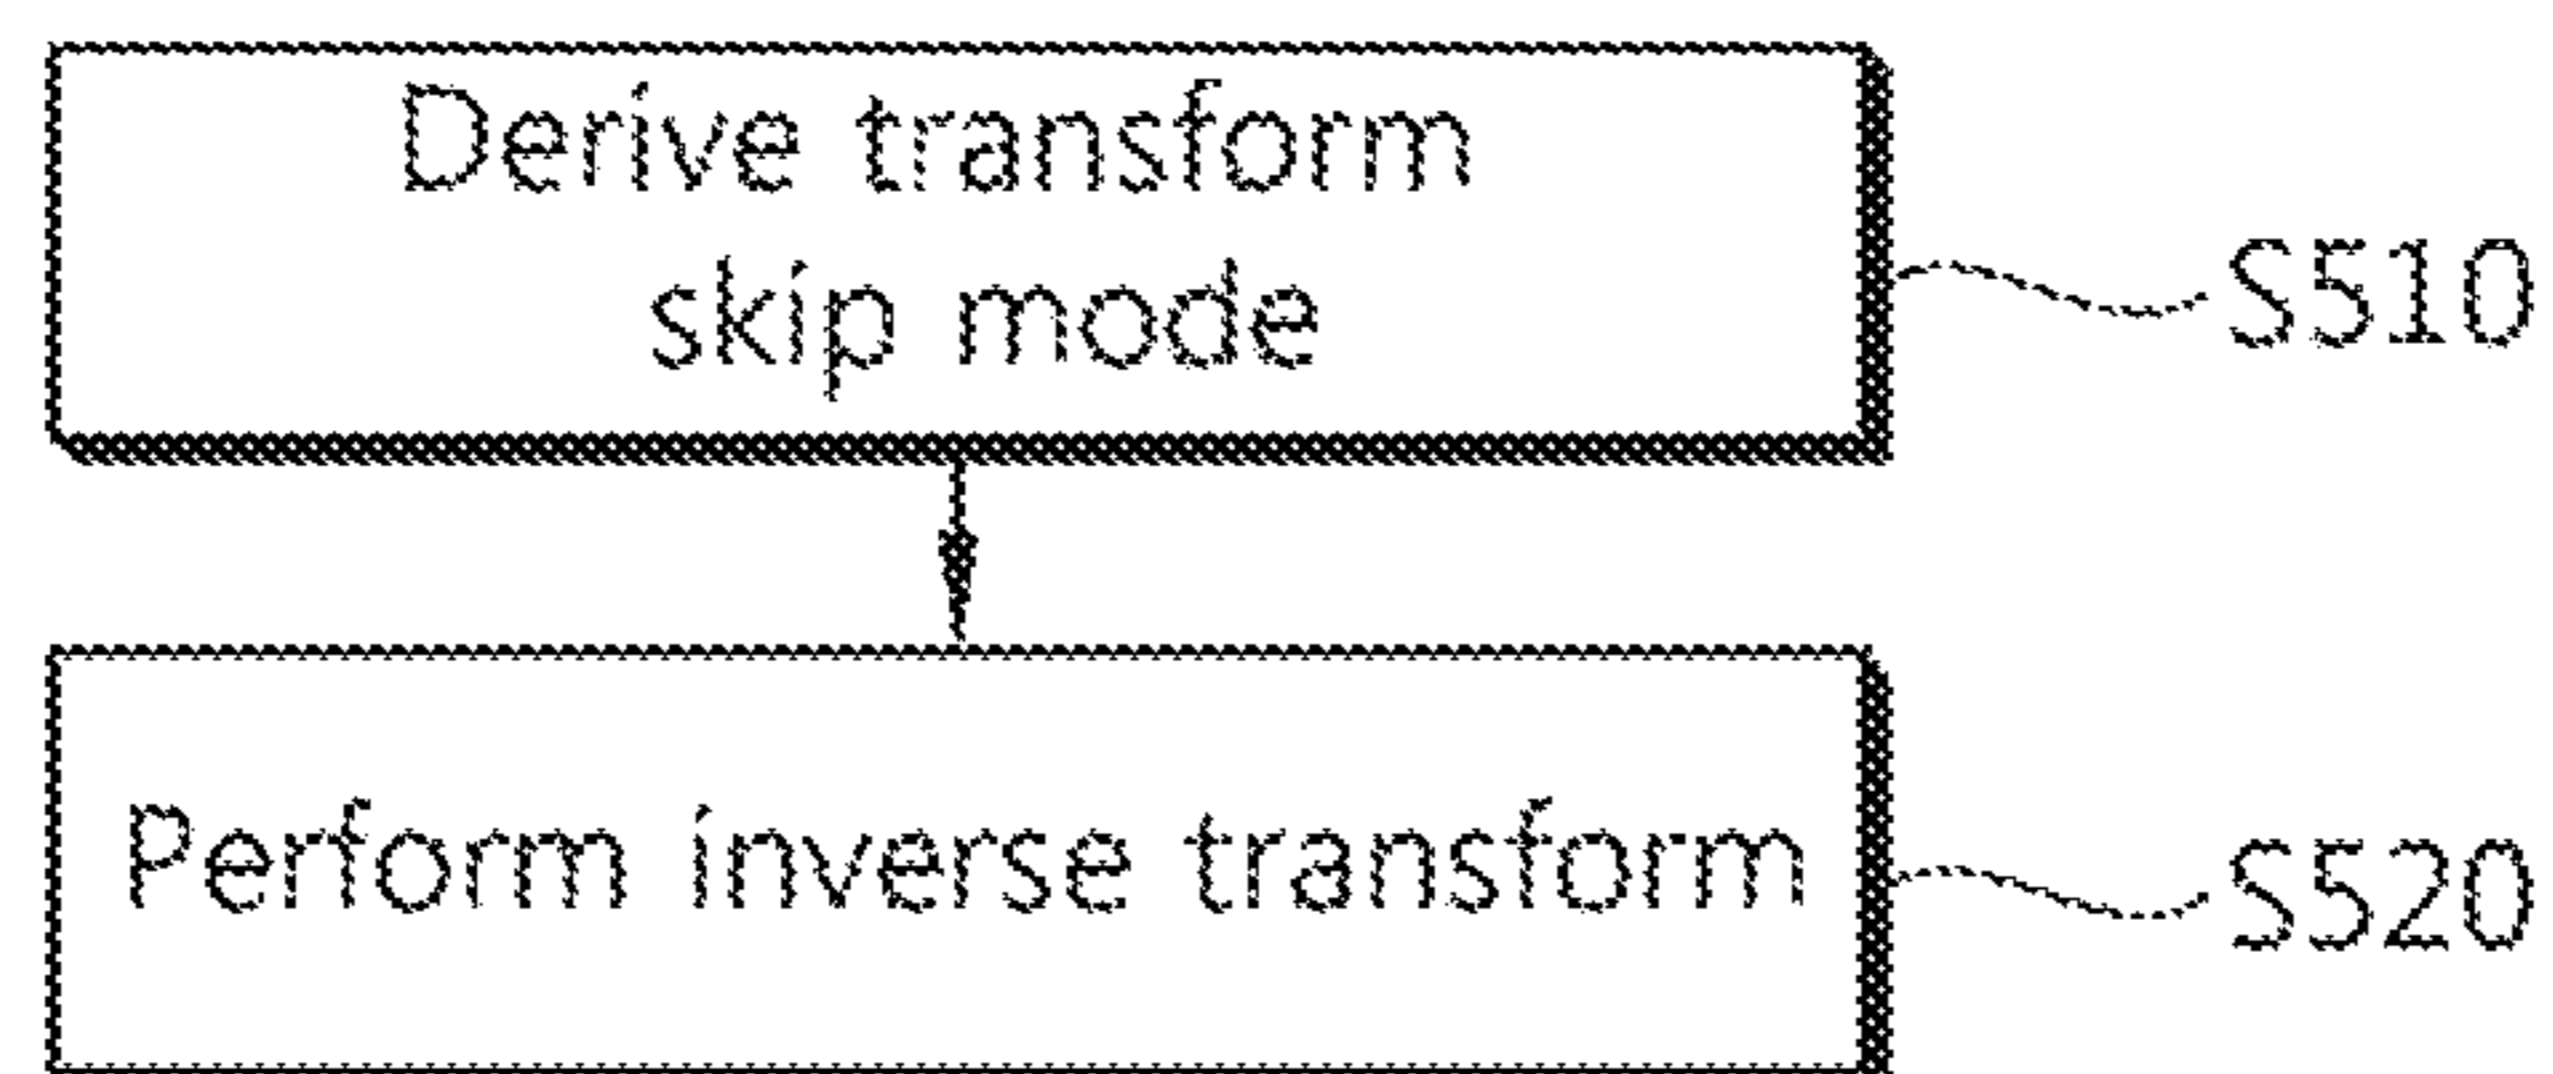 Derive transform
skip mode
S510
Perform inverse transform
S520